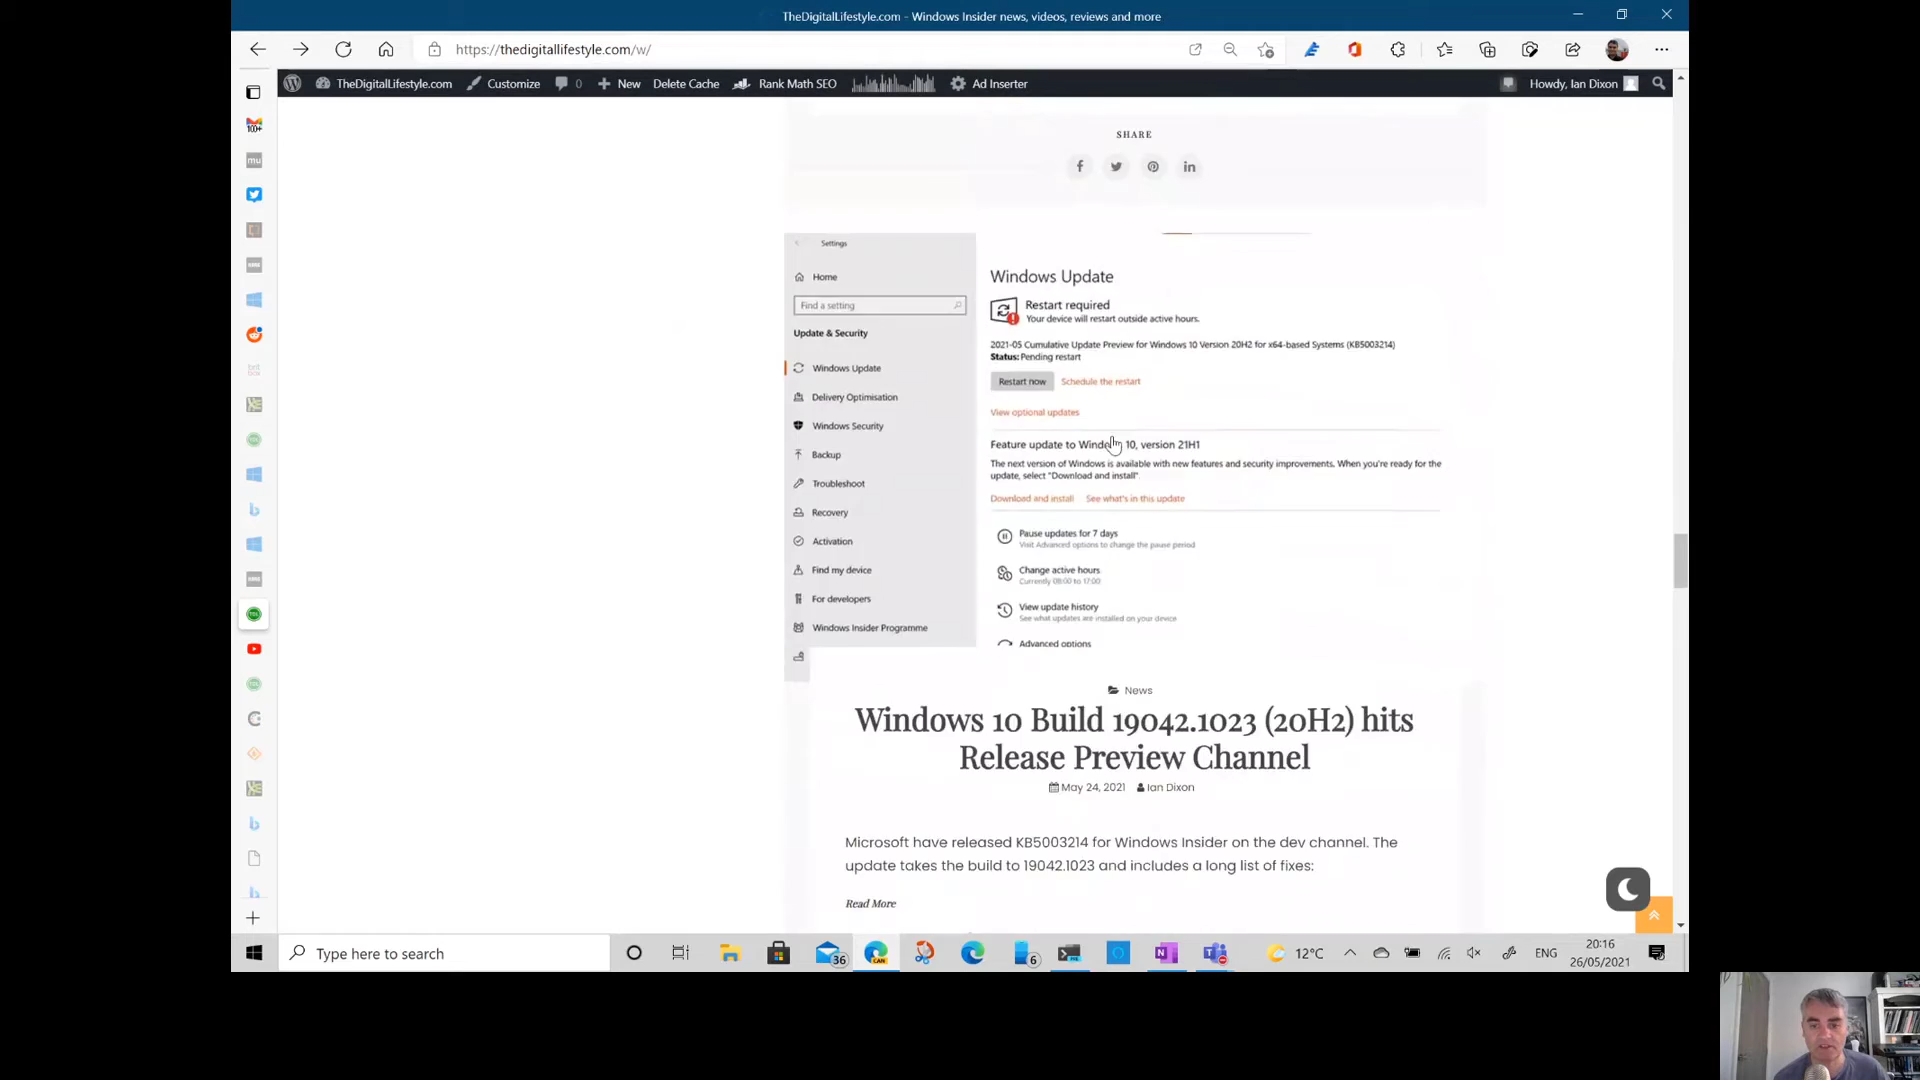 TheDigitalLifestyle.com - Windows Insider news, videos, reviews and more
https://thedigitallifestyle.com/w/
TheDigitalLifestyle.com Customize 0 New Delete Cache Rank Math SEO Ad Inserter Howdy, Ian Dixon
SHARE
Settings
Home
Find a setting
Update & Security
Windows Update
Delivery Optimisation
Windows Security
Backup
Troubleshoot
Recovery
Activation
Find my device
For developers
Windows Insider Programme
Windows Update
Restart required
Your device will restart outside active hours.
2021-05 Cumulative Update Preview for Windows 10 Version 20H2 for x64-based Systems (KB5003214)
Status: Pending restart
Restart now Schedule the restart
View optional updates
Feature update to Windows 10, version 21H1
The next version of Windows is available with new features and security improvements. When you're ready for the
update, select "Download and install"
Download and install See what's in this update
Pause updates for 7 days
Visit Advanced options to change the pause period
Change active hours
Currently 08:00 to 17:00
View update history
See what updates are installed on your device
Advanced options
News
Windows 10 Build 19042.1023 (20H2) hits
Release Preview Channel
May 24, 2021 Ian Dixon
Microsoft have released KB5003214 for Windows Insider on the dev channel. The
update takes the build to 19042.1023 and includes a long list of fixes:
Read More
Type here to search
36
CAN
6
12°C
ENG
20:16
26/05/2021